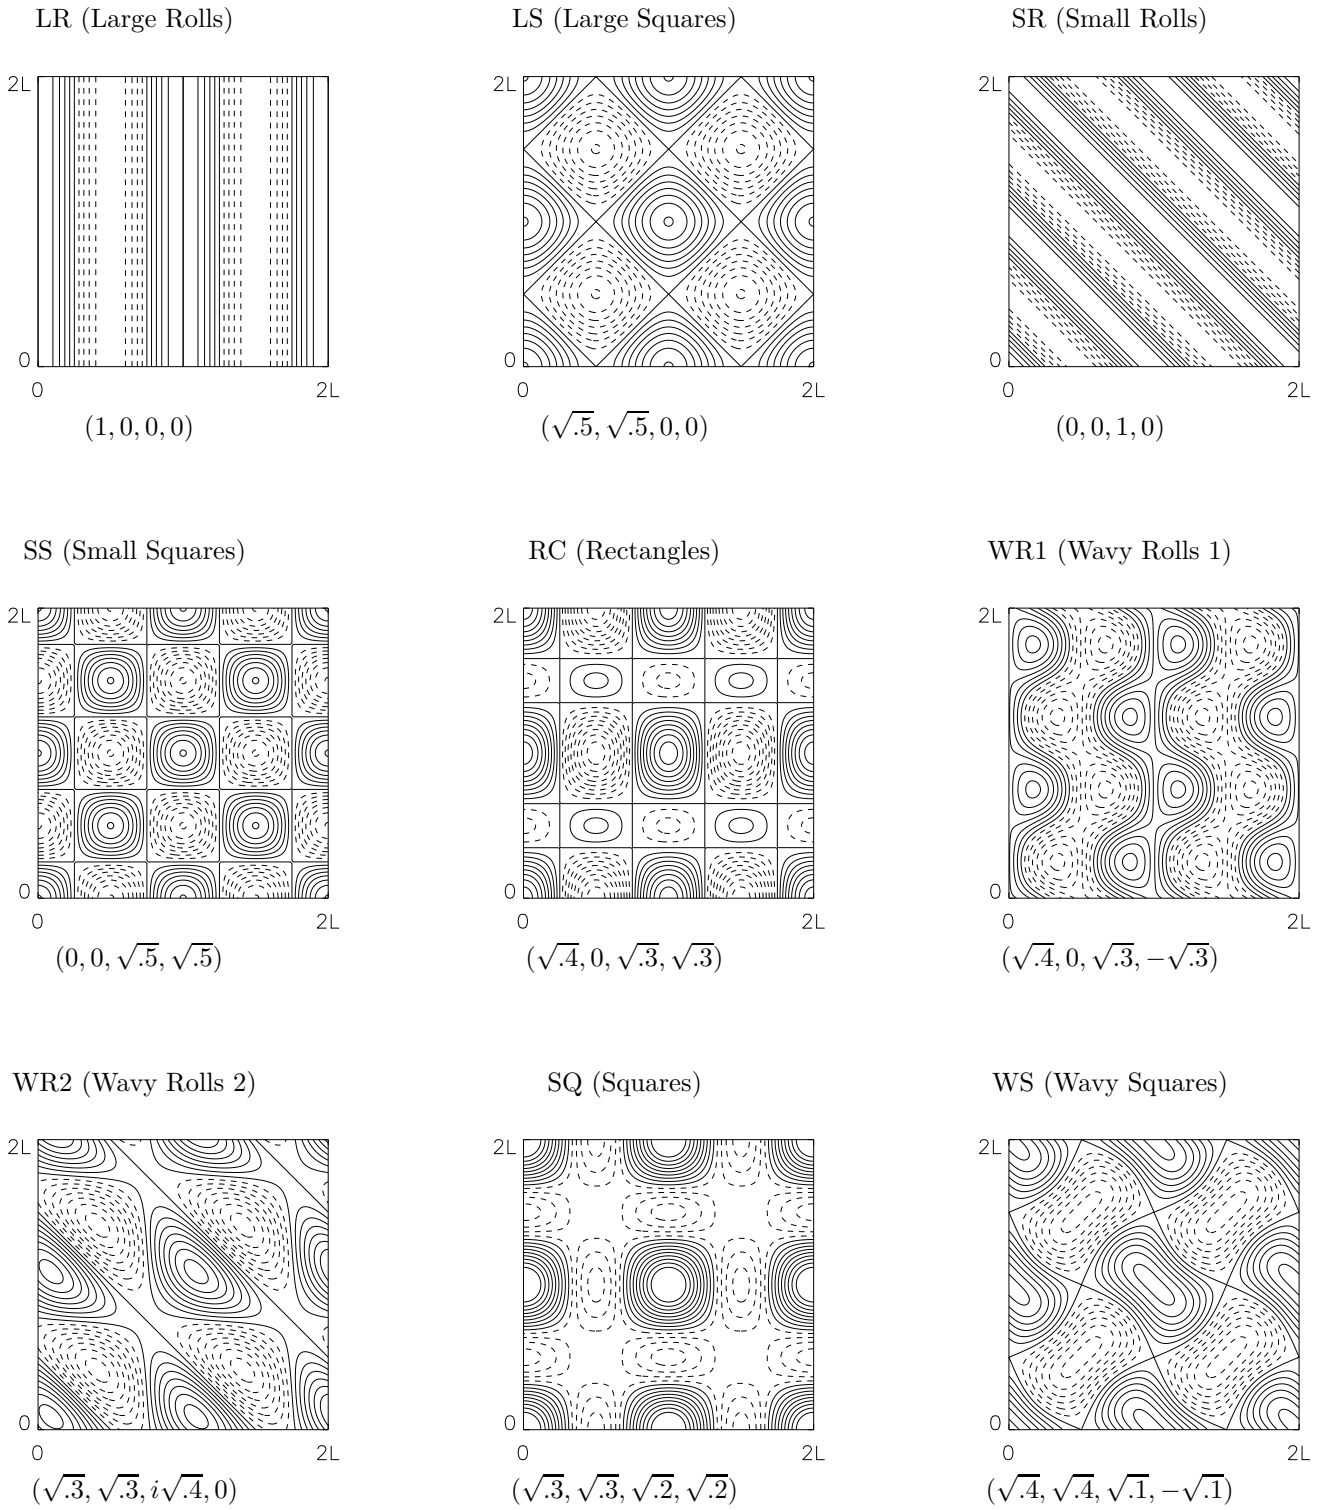 LR (Large Rolls) LS (Large Squares) SR (Small Rolls)
2L 2L 2L
0 0 0
0 2L 0 2L 0 2L
(1, 0, 0, 0) (√.5, √.5, 0, 0) (0, 0, 1, 0)
SS (Small Squares) RC (Rectangles) WR1 (Wavy Rolls 1)
2L 2L 2L
0 0 0
0 2L 0 2L 0 2L
(0, 0, √.5, √.5) (√.4, 0, √.3, √.3) (√.4, 0, √.3, −√.3)
WR2 (Wavy Rolls 2) SQ (Squares) WS (Wavy Squares)
2L 2L 2L
0 0 0
0 2L 0 2L 0 2L
(√.3, √.3, i√.4, 0) (√.3, √.3, √.2, √.2) (√.4, √.4, √.1, −√.1)